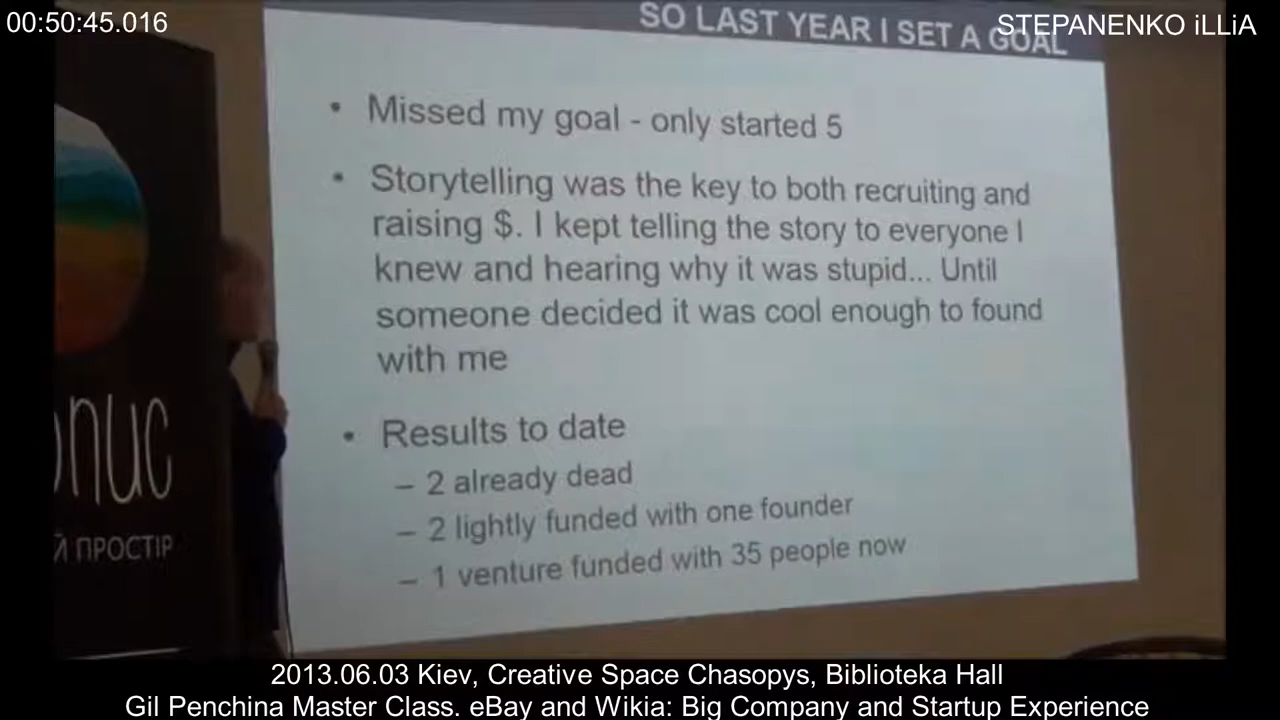 00:50:45.016
STEPANENKO iLLiA
SO LAST YEAR I SET A GOAL
• Missed my goal - only started 5
• Storytelling was the key to both recruiting and
raising $. I kept telling the story to everyone I
knew and hearing why it was stupid... Until
someone decided it was cool enough to found
with me
• Results to date
– 2 already dead
– 2 lightly funded with one founder
– 1 venture funded with 35 people now
опис
Й ПРОСТІР
2013.06.03 Kiev, Creative Space Chasopys, Biblioteka Hall
Gil Penchina Master Class. eBay and Wikia: Big Company and Startup Experience